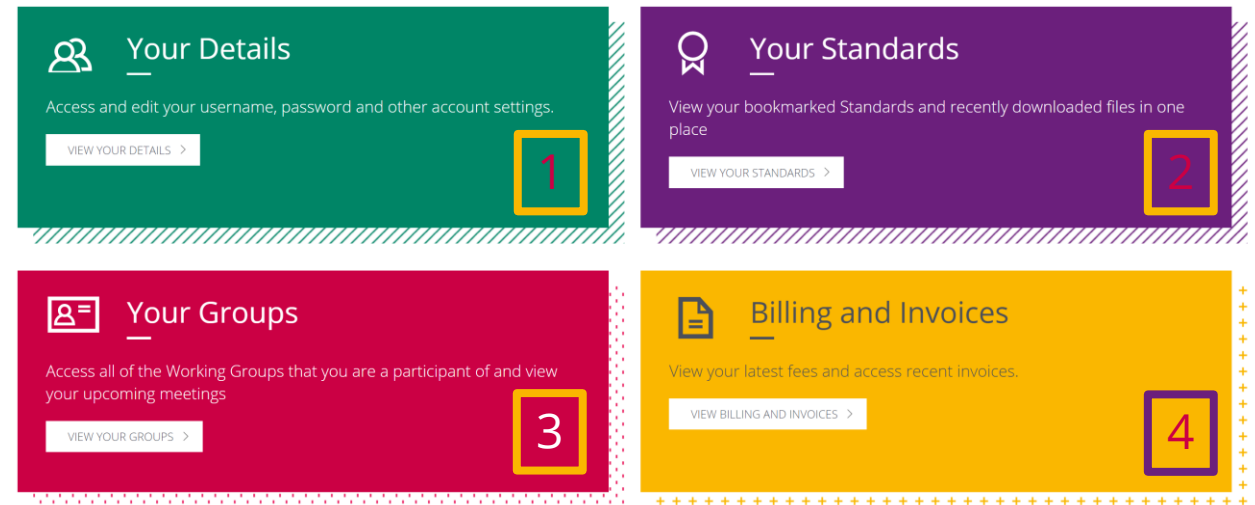 Your Details
Access and edit your username, password and other account settings.
VIEW YOUR DETAILS >
1
Your Standards
View your bookmarked Standards and recently downloaded files in one
place
VIEW YOUR STANDARDS >
2
Your Groups
Access all of the Working Groups that you are a participant of and view
your upcoming meetings
VIEW YOUR GROUPS >
3
Billing and Invoices
View your latest fees and access recent invoices.
VIEW BILLING AND INVOICES >
4